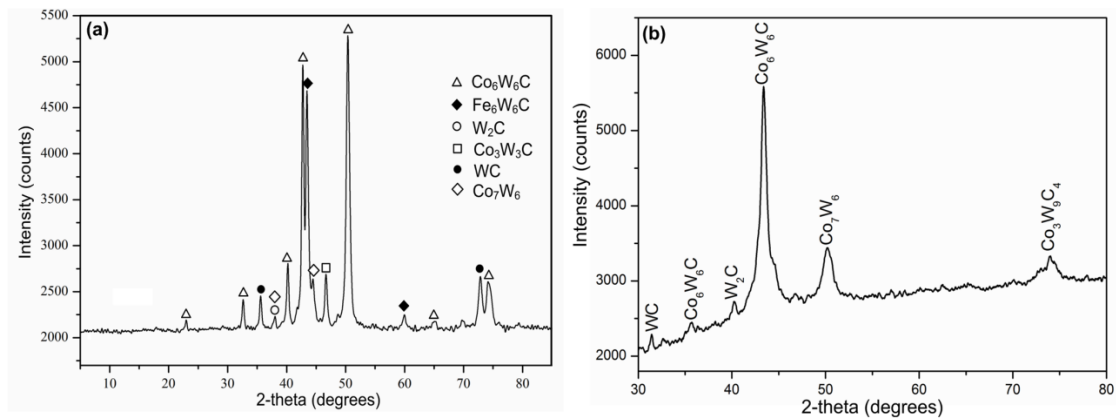 (a)
Intensity (counts)
5500
5000
4500
4000
3500
3000
2500
2000
△ Co₆W₆C
◆ Fe₆W₆C
○ W₂C
□ Co₃W₃C
● WC
◇ Co₇W₆
10 20 30 40 50 60 70 80
2-theta (degrees)
(b)
Intensity (counts)
6000
5000
4000
3000
2000
WC
Co₆W₆C
W₂C
Co₆W₆C
Co₇W₆
Co₃W₉C₄
30 40 50 60 70 80
2-theta (degrees)